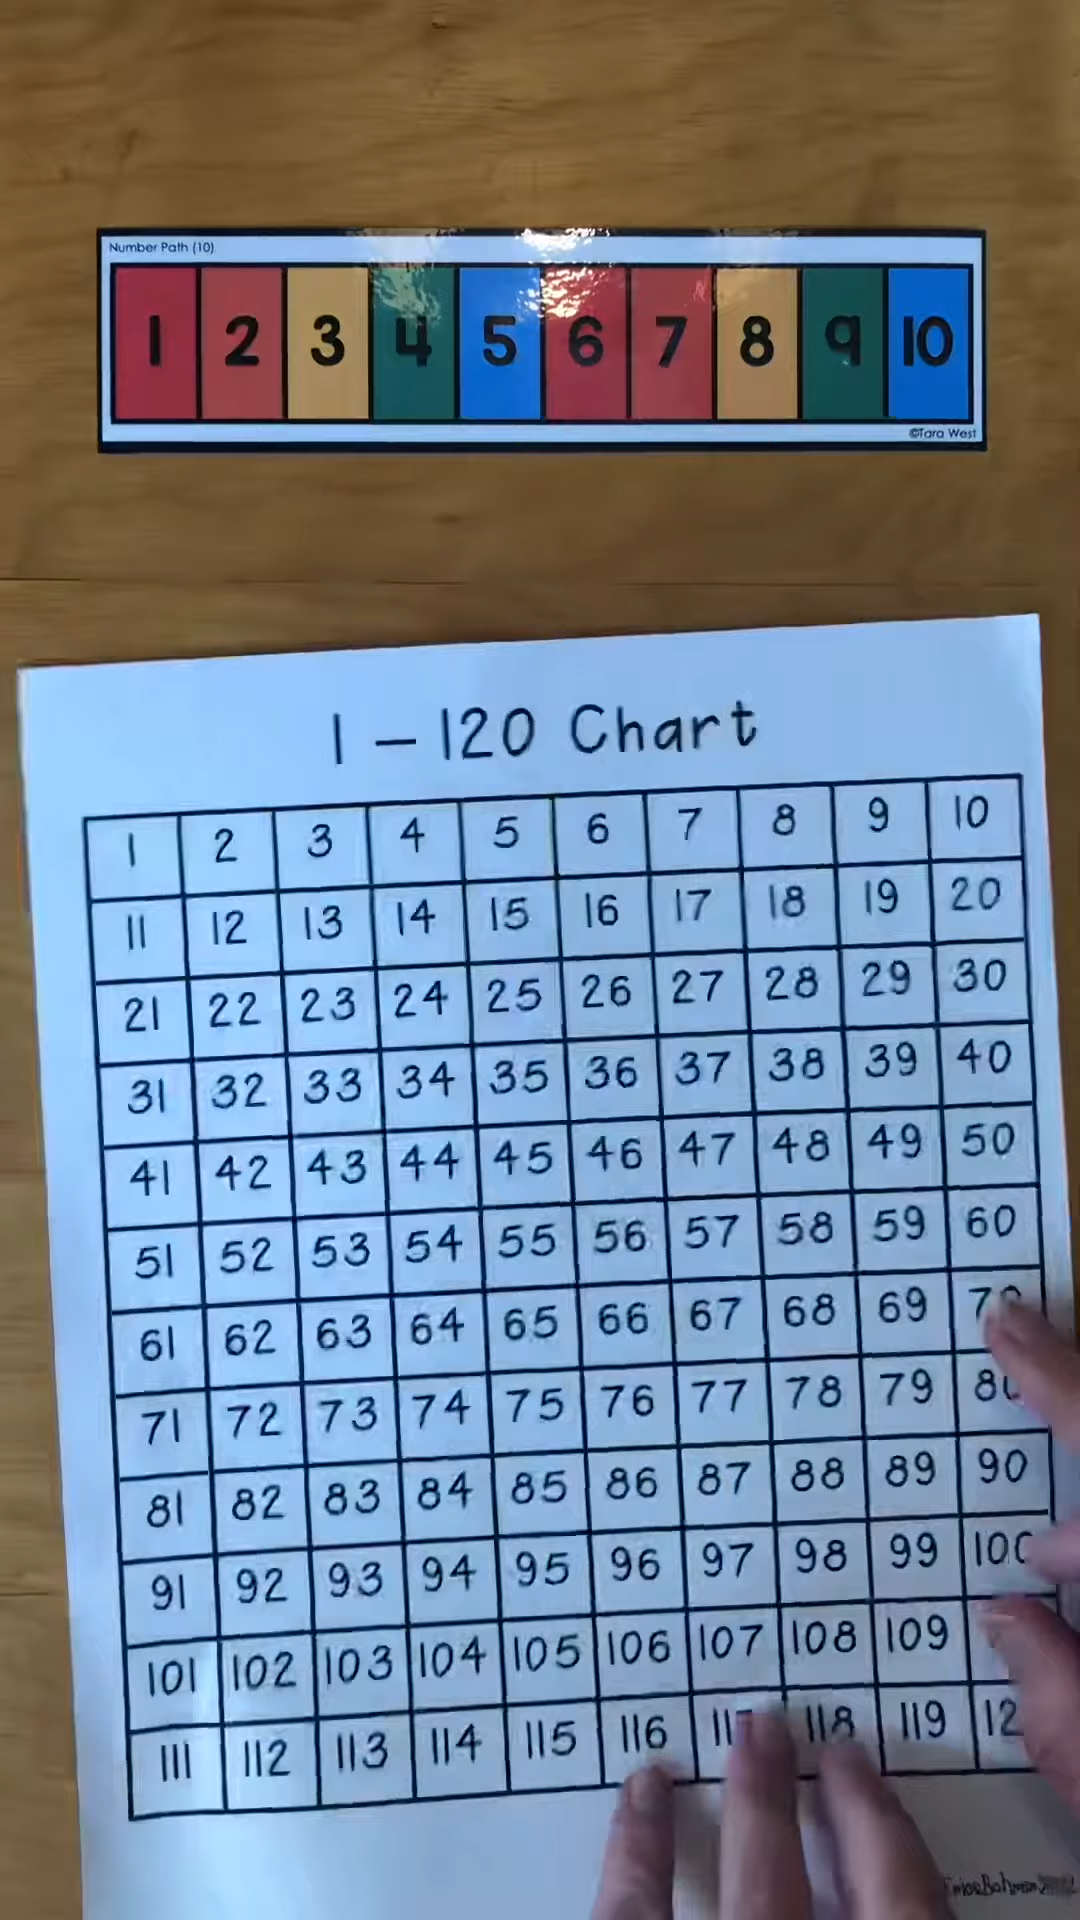 Number Path (10)
1 2 3 4 5 6 7 8 9 10
©Tara West
1 – 120 Chart
1 2 3 4 5 6 7 8 9 10
11 12 13 14 15 16 17 18 19 20
21 22 23 24 25 26 27 28 29 30
31 32 33 34 35 36 37 38 39 40
41 42 43 44 45 46 47 48 49 50
51 52 53 54 55 56 57 58 59 60
61 62 63 64 65 66 67 68 69 70
71 72 73 74 75 76 77 78 79 80
81 82 83 84 85 86 87 88 89 90
91 92 93 94 95 96 97 98 99 100
101 102 103 104 105 106 107 108 109
111 112 113 114 115 116 118 119